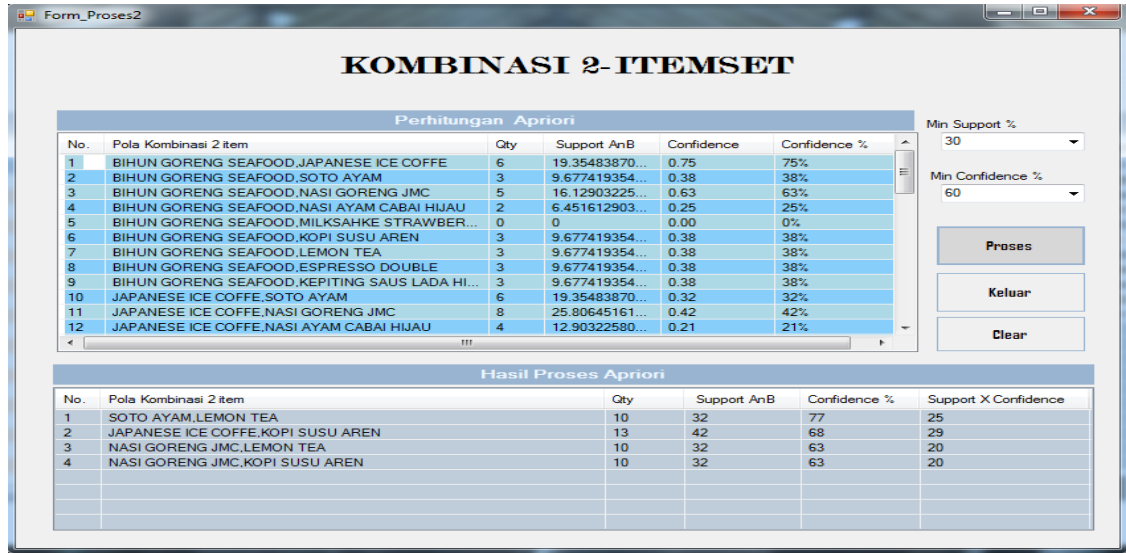 Form_Proses2
KOMBINASI 2-ITEMSET
Perhitungan Apriori
No. Pola Kombinasi 2 item Qty Support AnB Confidence Confidence %
1 BIHUN GORENG SEAFOOD,JAPANESE ICE COFFE 6 19.35483870... 0.75 75%
2 BIHUN GORENG SEAFOOD,SOTO AYAM 3 9.677419354... 0.38 38%
3 BIHUN GORENG SEAFOOD,NASI GORENG JMC 5 16.12903225... 0.63 63%
4 BIHUN GORENG SEAFOOD,NASI AYAM CABAI HIJAU 2 6.451612903... 0.25 25%
5 BIHUN GORENG SEAFOOD,MILKSAHKE STRAWBER... 0 0 0.00 0%
6 BIHUN GORENG SEAFOOD,KOPI SUSU AREN 3 9.677419354... 0.38 38%
7 BIHUN GORENG SEAFOOD,LEMON TEA 3 9.677419354... 0.38 38%
8 BIHUN GORENG SEAFOOD,ESPRESSO DOUBLE 3 9.677419354... 0.38 38%
9 BIHUN GORENG SEAFOOD,KEPITING SAUS LADA HI... 3 9.677419354... 0.38 38%
10 JAPANESE ICE COFFE,SOTO AYAM 6 19.35483870... 0.32 32%
11 JAPANESE ICE COFFE,NASI GORENG JMC 8 25.80645161... 0.42 42%
12 JAPANESE ICE COFFE,NASI AYAM CABAI HIJAU 4 12.90322580... 0.21 21%
Min Support %
30
Min Confidence %
60
Proses
Keluar
Clear
Hasil Proses Apriori
No. Pola Kombinasi 2 item Qty Support AnB Confidence % Support X Confidence
1 SOTO AYAM,LEMON TEA 10 32 77 25
2 JAPANESE ICE COFFE,KOPI SUSU AREN 13 42 68 29
3 NASI GORENG JMC,LEMON TEA 10 32 63 20
4 NASI GORENG JMC,KOPI SUSU AREN 10 32 63 20